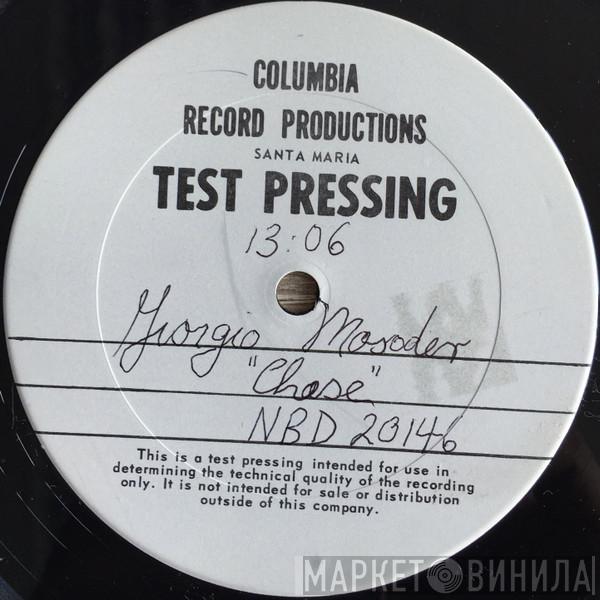 COLUMBIA
RECORD PRODUCTIONS
SANTA MARIA
TEST PRESSING
13:06
Giorgio Moroder
"Chase"
NBD 20146
This is a test pressing intended for use in
determining the technical quality of the recording
only. It is not intended for sale or distribution
outside of this company.
МАРКЕТ ВИНИЛА